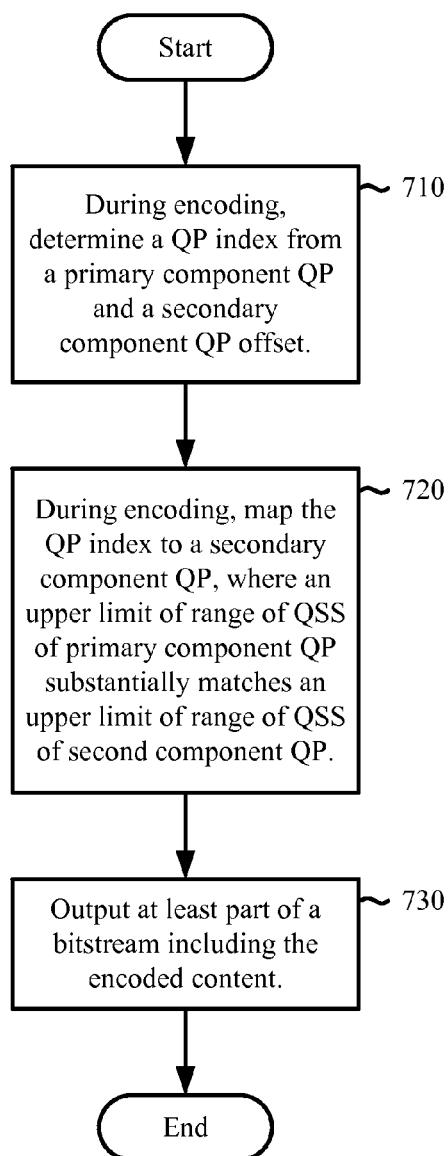 Start
710
During encoding,
determine a QP index from
a primary component QP
and a secondary
component QP offset.
720
During encoding, map the
QP index to a secondary
component QP, where an
upper limit of range of QSS
of primary component QP
substantially matches an
upper limit of range of QSS
of second component QP.
730
Output at least part of a
bitstream including the
encoded content.
End